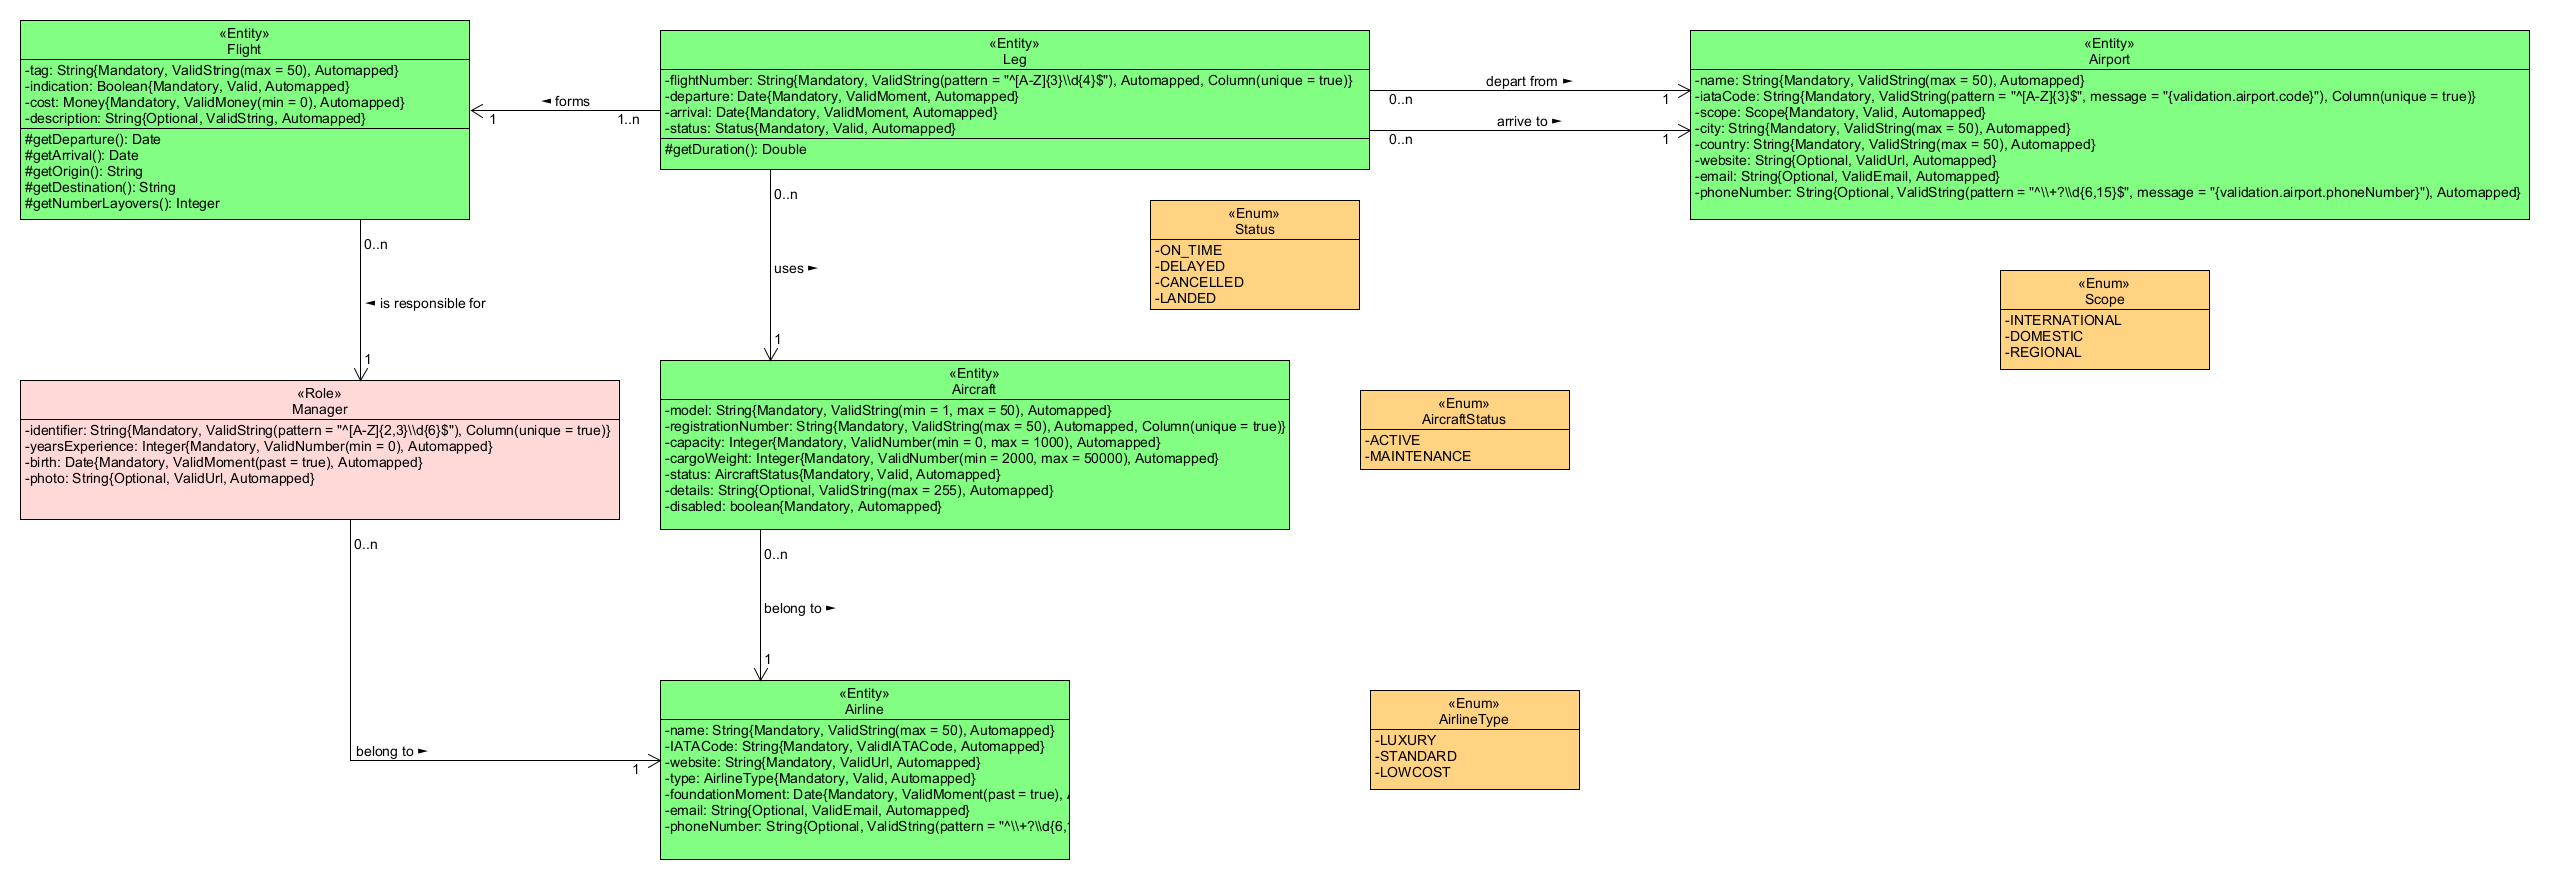 «Entity»
Flight
-tag: String{Mandatory, ValidString(max = 50), Automapped}
-indication: Boolean{Mandatory, Valid, Automapped}
-cost: Money{Mandatory, ValidMoney(min = 0), Automapped}
-description: String{Optional, ValidString, Automapped}
#getDeparture(): Date
#getArrival(): Date
#getOrigin(): String
#getDestination(): String
#getNumberLayovers(): Integer
◄ forms
1
1..n
«Entity»
Leg
-flightNumber: String{Mandatory, ValidString(pattern = "^[A-Z]{3}\\d{4}$"), Automapped, Column(unique = true)}
-departure: Date{Mandatory, ValidMoment, Automapped}
-arrival: Date{Mandatory, ValidMoment, Automapped}
-status: Status{Mandatory, Valid, Automapped}
#getDuration(): Double
depart from ►
0..n
1
arrive to ►
0..n
1
«Entity»
Airport
-name: String{Mandatory, ValidString(max = 50), Automapped}
-iataCode: String{Mandatory, ValidString(pattern = "^[A-Z]{3}$", message = "{validation.airport.code}"), Column(unique = true)}
-scope: Scope{Mandatory, Valid, Automapped}
-city: String{Mandatory, ValidString(max = 50), Automapped}
-country: String{Mandatory, ValidString(max = 50), Automapped}
-website: String{Optional, ValidUrl, Automapped}
-email: String{Optional, ValidEmail, Automapped}
-phoneNumber: String{Optional, ValidString(pattern = "^\\+?\\d{6,15}$", message = "{validation.airport.phoneNumber}"), Automapped}
0..n
◄ is responsible for
1
0..n
uses ►
1
«Enum»
Status
-ON_TIME
-DELAYED
-CANCELLED
-LANDED
«Enum»
Scope
-INTERNATIONAL
-DOMESTIC
-REGIONAL
«Role»
Manager
-identifier: String{Mandatory, ValidString(pattern = "^[A-Z]{2,3}\\d{6}$"), Column(unique = true)}
-yearsExperience: Integer{Mandatory, ValidNumber(min = 0), Automapped}
-birth: Date{Mandatory, ValidMoment(past = true), Automapped}
-photo: String{Optional, ValidUrl, Automapped}
«Entity»
Aircraft
-model: String{Mandatory, ValidString(min = 1, max = 50), Automapped}
-registrationNumber: String{Mandatory, ValidString(max = 50), Automapped, Column(unique = true)}
-capacity: Integer{Mandatory, ValidNumber(min = 0, max = 1000), Automapped}
-cargoWeight: Integer{Mandatory, ValidNumber(min = 2000, max = 50000), Automapped}
-status: AircraftStatus{Mandatory, Valid, Automapped}
-details: String{Optional, ValidString(max = 255), Automapped}
-disabled: boolean{Mandatory, Automapped}
«Enum»
AircraftStatus
-ACTIVE
-MAINTENANCE
0..n
belong to ►
1
0..n
belong to ►
1
«Entity»
Airline
-name: String{Mandatory, ValidString(max = 50), Automapped}
-IATACode: String{Mandatory, ValidIATACode, Automapped}
-website: String{Mandatory, ValidUrl, Automapped}
-type: AirlineType{Mandatory, Valid, Automapped}
-foundationMoment: Date{Mandatory, ValidMoment(past = true),
-email: String{Optional, ValidEmail, Automapped}
-phoneNumber: String{Optional, ValidString(pattern = "^\\+?\\d{6,
«Enum»
AirlineType
-LUXURY
-STANDARD
-LOWCOST